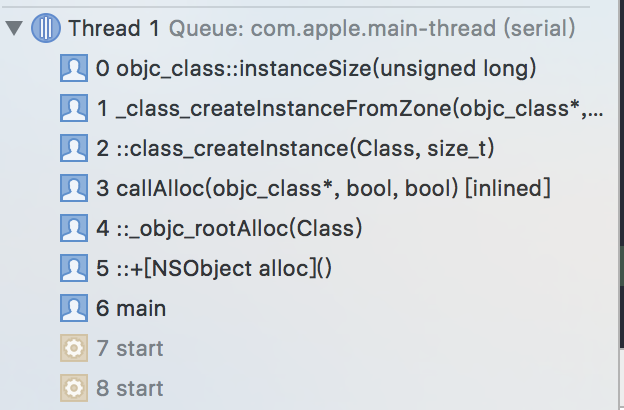 Thread 1 Queue: com.apple.main-thread (serial)
0 objc_class::instanceSize(unsigned long)
1 _class_createInstanceFromZone(objc_class*,...
2 ::class_createInstance(Class, size_t)
3 callAlloc(objc_class*, bool, bool) [inlined]
4 ::_objc_rootAlloc(Class)
5 ::+[NSObject alloc]()
6 main
7 start
8 start